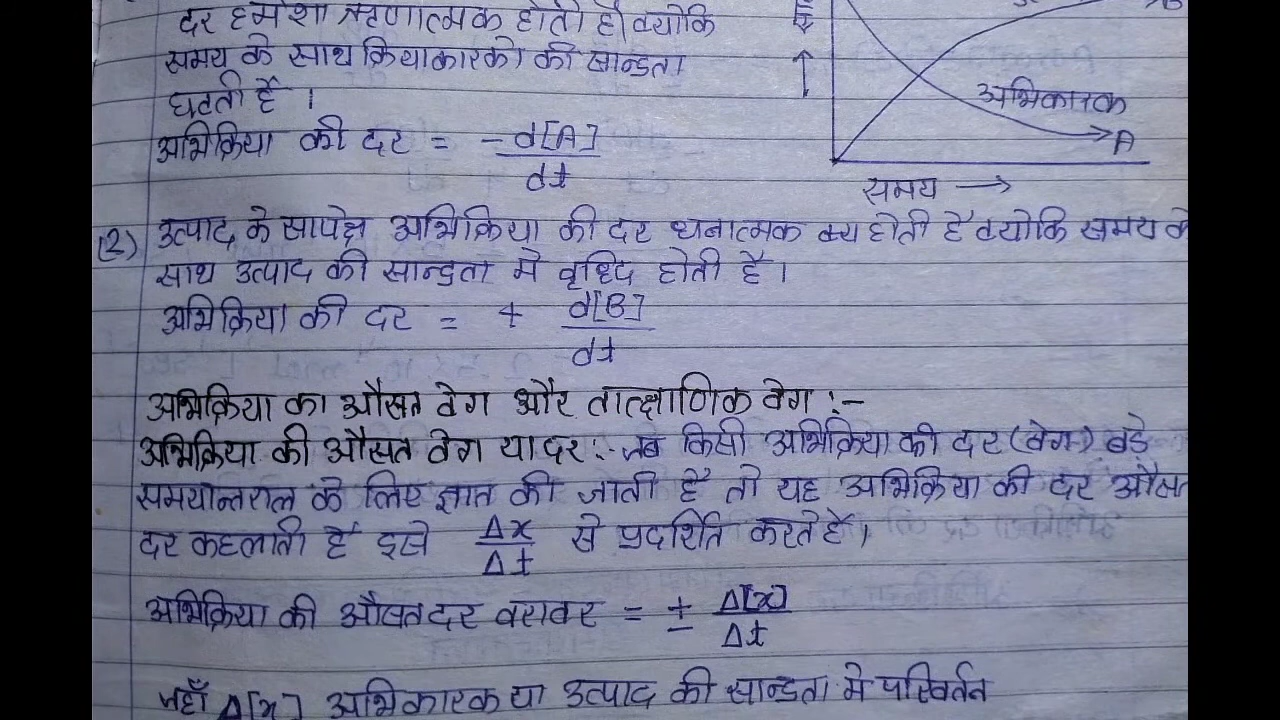 दर हमेशा ऋणात्मक होती है। क्योकि
समय के साथ क्रियाकारको की सान्द्रता
घटती है ।
अभिक्रिया की दर = - d[A]
dt
अभिकारक
A
B
समय →
(2) उत्पाद के सापेक्ष अभिक्रिया की दर धनात्मक होती है क्योकि समय के
साथ उत्पाद की सान्द्रता मे वृध्दि होती है।
अभिक्रिया की दर = + d[B]
dt
अभिक्रिया का औसत वेग और तात्क्षाणिक वेग :-
अभिक्रिया की औसत वेग या दर :- जब किसी अभिक्रिया की दर (वेग) बड़े
समयान्तराल के लिए ज्ञात की जाती है तो यह अभिक्रिया की दर औसत
दर कहलाती है इसे Δx/Δt से प्रदर्शित करते है।
अभिक्रिया की औसत दर बराबर = ± Δ[x]
Δt
जहाँ Δ[x] अभिकारक या उत्पाद की सान्द्रता मे परिवर्तन